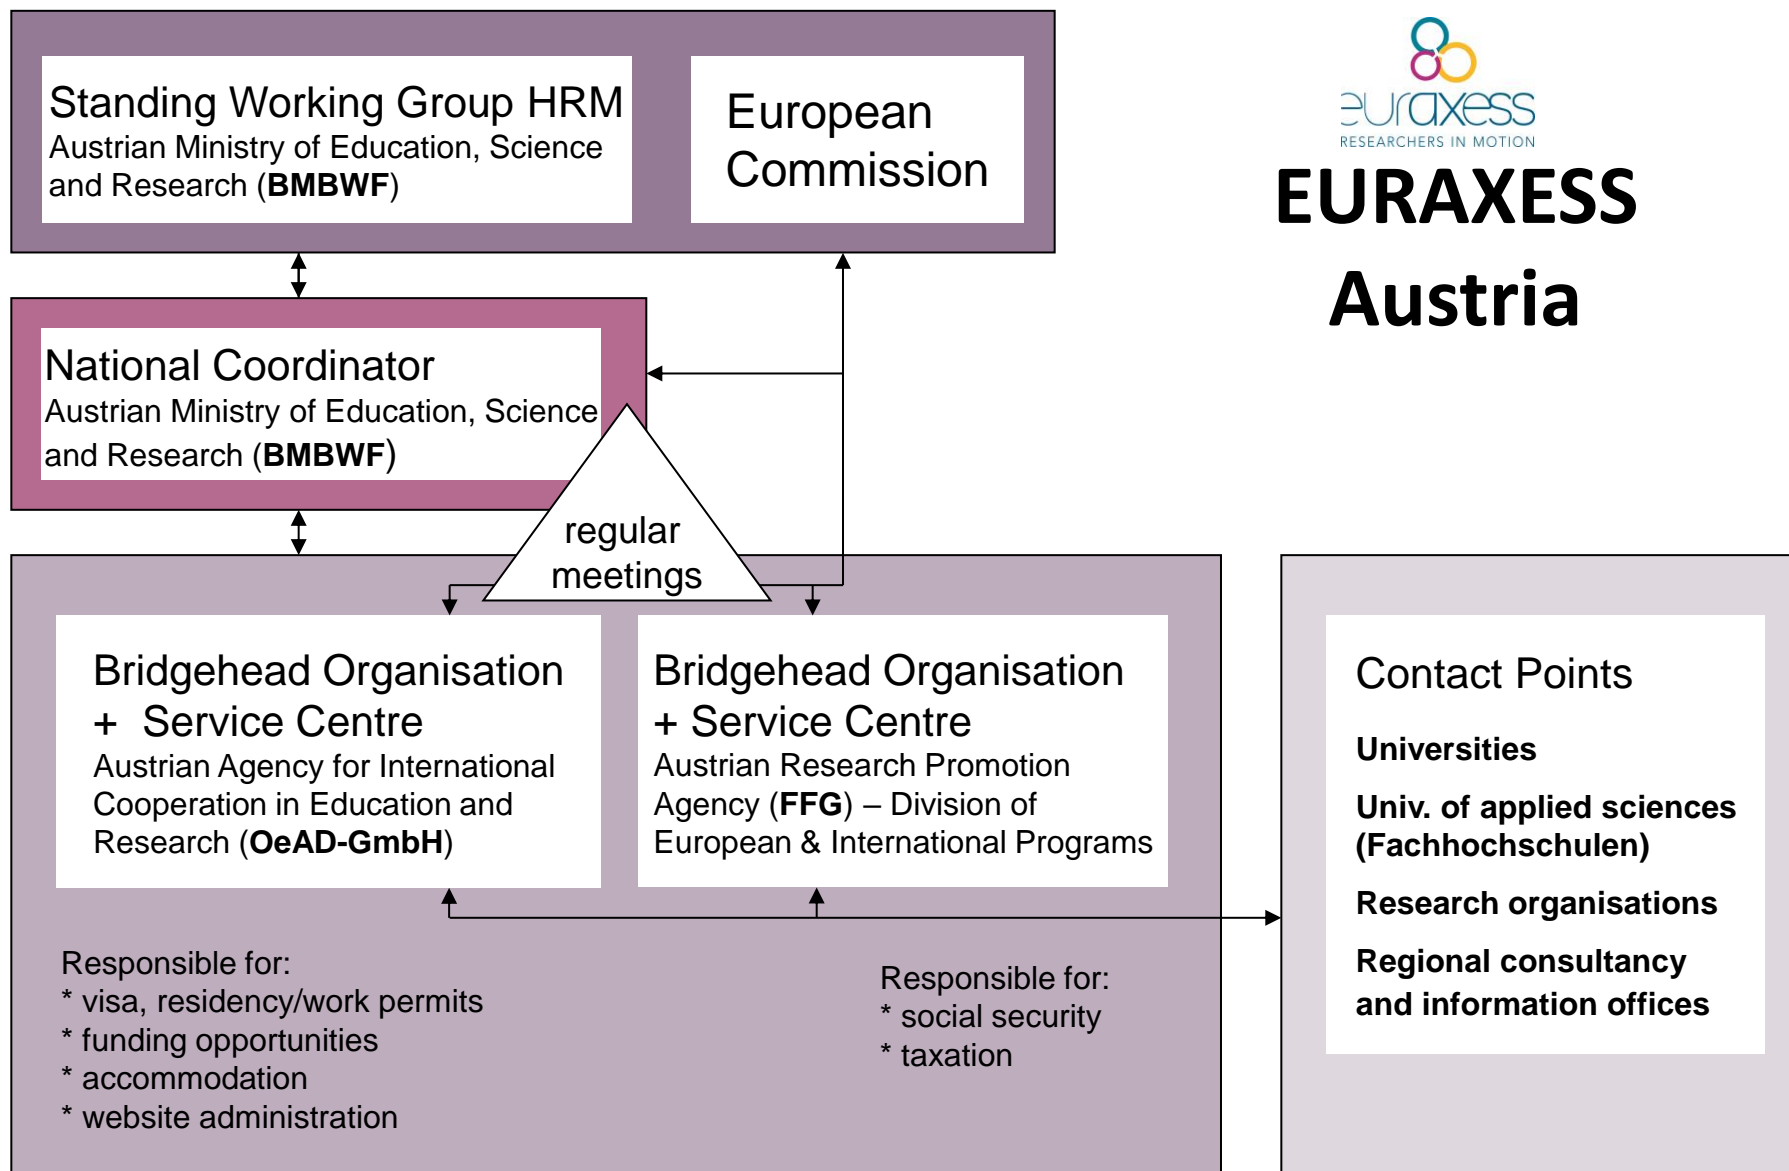 Standing Working Group HRM
Austrian Ministry of Education, Science
and Research (BMBWF)
European
Commission
euraxess
RESEARCHERS IN MOTION
EURAXESS
Austria
National Coordinator
Austrian Ministry of Education, Science
and Research (BMBWF)
regular
meetings
Bridgehead Organisation
+ Service Centre
Austrian Agency for International
Cooperation in Education and
Research (OeAD-GmbH)
Bridgehead Organisation
+ Service Centre
Austrian Research Promotion
Agency (FFG) – Division of
European & International Programs
Responsible for:
* visa, residency/work permits
* funding opportunities
* accommodation
* website administration
Responsible for:
* social security
* taxation
Contact Points
Universities
Univ. of applied sciences
(Fachhochschulen)
Research organisations
Regional consultancy
and information offices